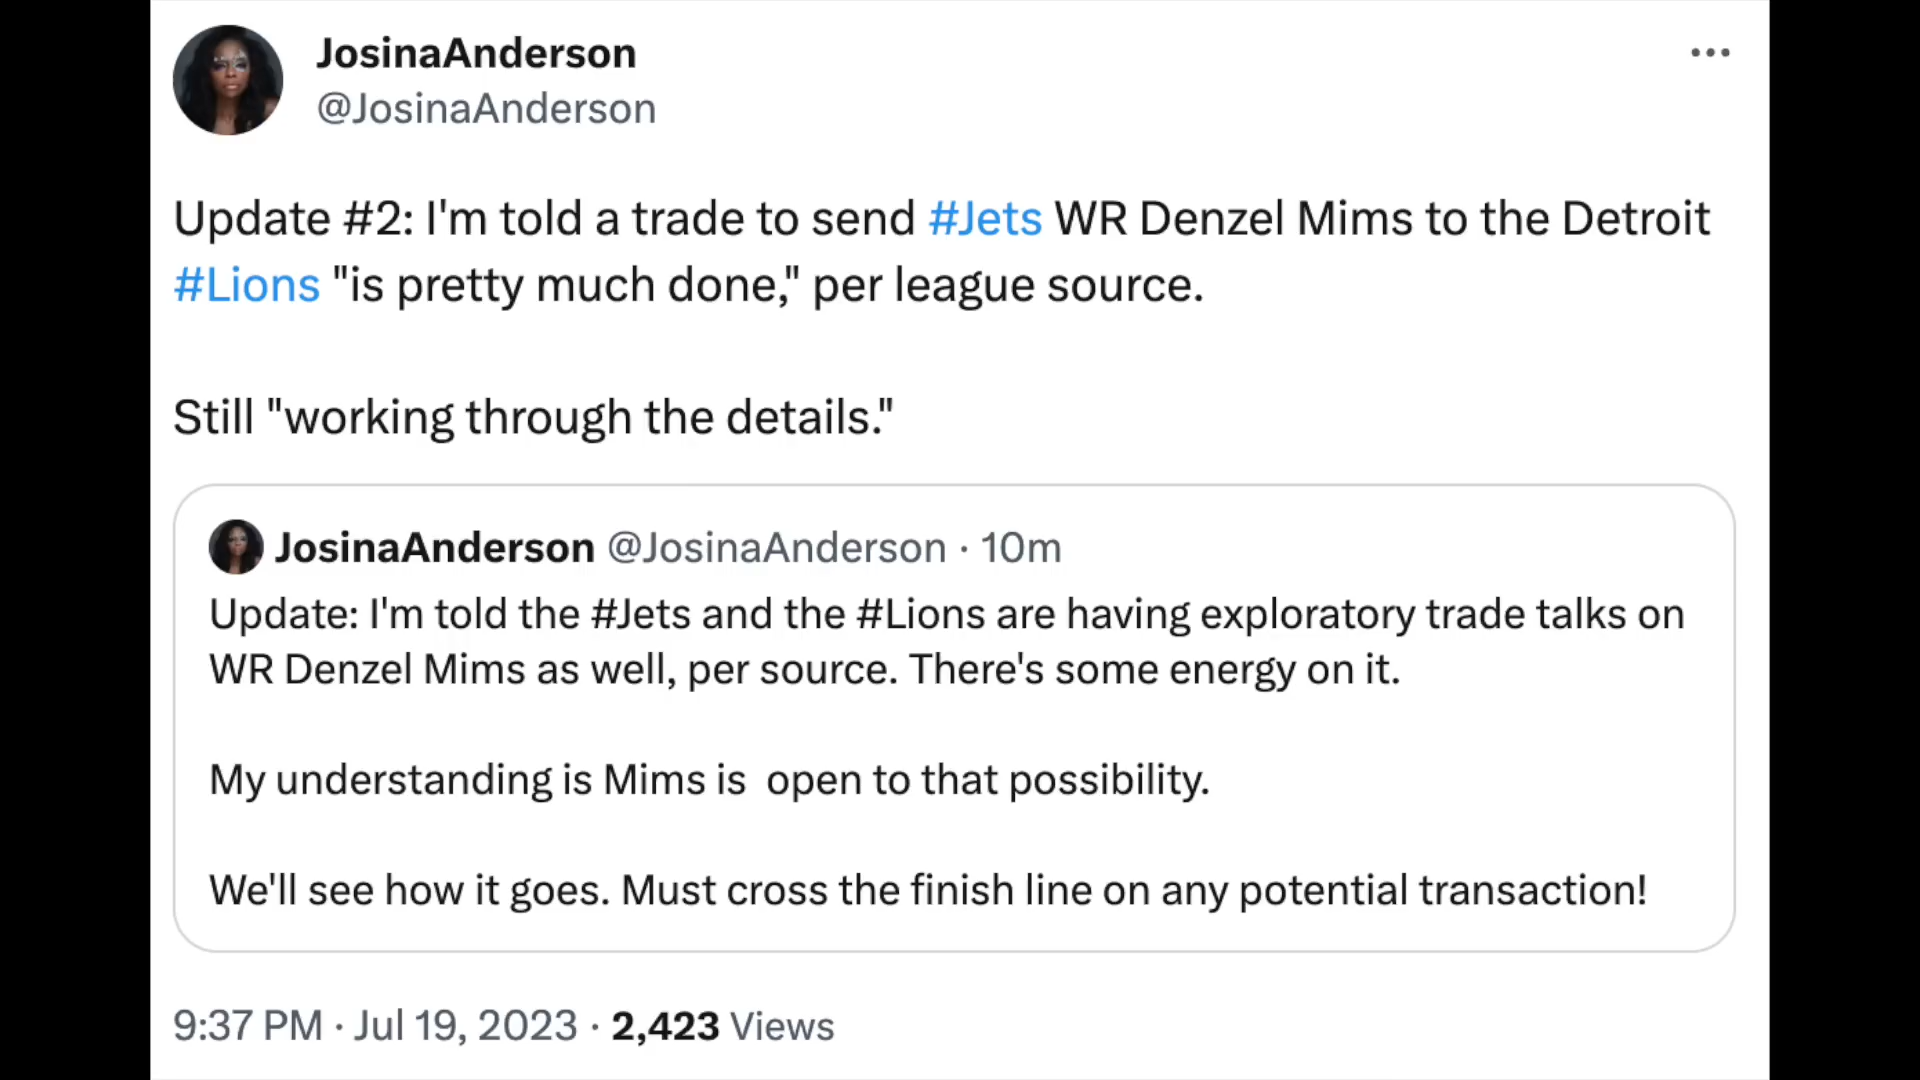 JosinaAnderson
@JosinaAnderson
Update #2: I'm told a trade to send #Jets WR Denzel Mims to the Detroit
#Lions "is pretty much done," per league source.
Still "working through the details."
JosinaAnderson @JosinaAnderson · 10m
Update: I'm told the #Jets and the #Lions are having exploratory trade talks on
WR Denzel Mims as well, per source. There's some energy on it.
My understanding is Mims is  open to that possibility.
We'll see how it goes. Must cross the finish line on any potential transaction!
9:37 PM · Jul 19, 2023 · 2,423 Views